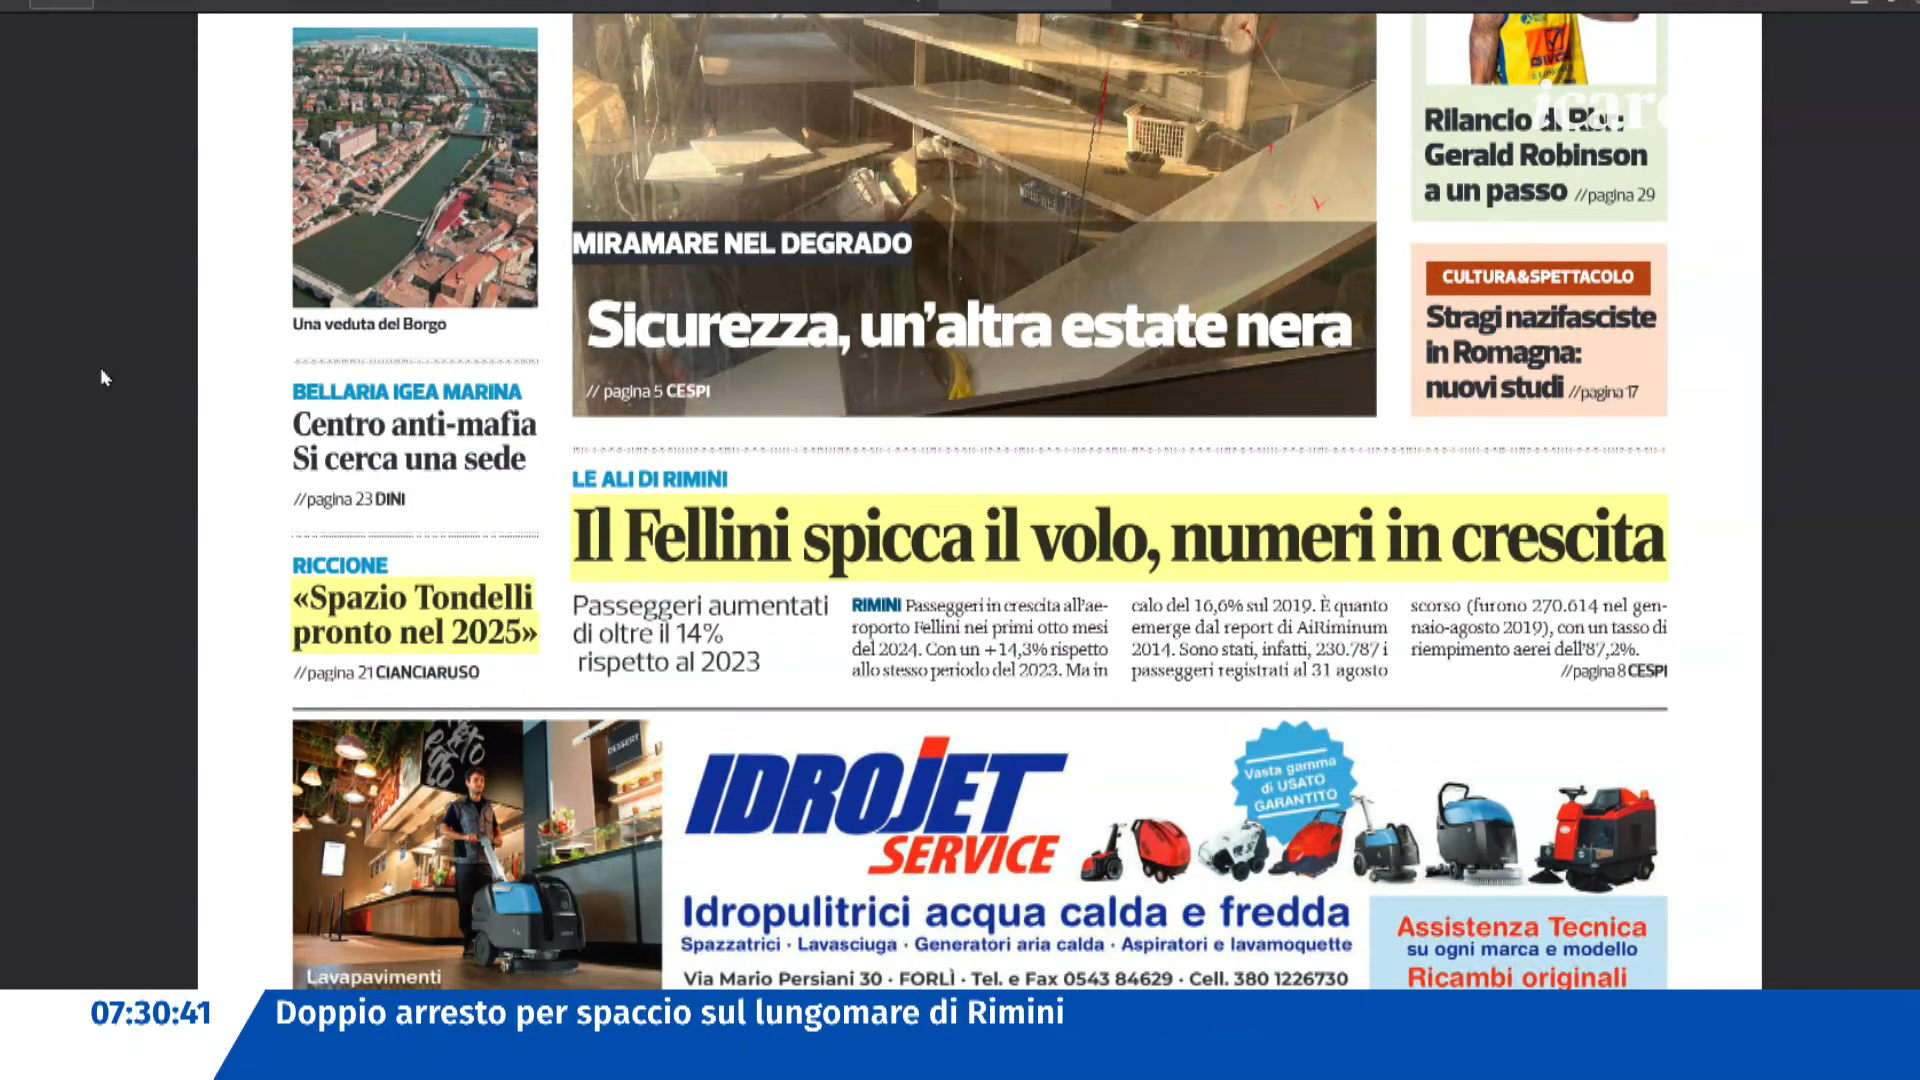 Una veduta del Borgo
BELLARIA IGEA MARINA
Centro anti-mafia
Si cerca una sede
//pagina 23 DINI
RICCIONE
«Spazio Tondelli
pronto nel 2025»
//pagina 21 CIANCIARUSO
MIRAMARE NEL DEGRADO
Sicurezza, un'altra estate nera
// pagina 5 CESPI
icaro
Rilancio di Rbr:
Gerald Robinson
a un passo //pagina 29
CULTURA&SPETTACOLO
Stragi nazifasciste
in Romagna:
nuovi studi //pagina 17
LE ALI DI RIMINI
Il Fellini spicca il volo, numeri in crescita
Passeggeri aumentati
di oltre il 14%
rispetto al 2023
RIMINI Passeggeri in crescita all'ae-
roporto Fellini nei primi otto mesi
del 2024. Con un +14,3% rispetto
allo stesso periodo del 2023. Ma in
calo del 16,6% sul 2019. È quanto
emerge dal report di AiRiminum
2014. Sono stati, infatti, 230.787 i
passeggeri registrati al 31 agosto
scorso (furono 270.614 nel gen-
naio-agosto 2019), con un tasso di
riempimento aerei dell'87,2%.
//pagina 8 CESPI
DESSERT
Lavapavimenti
IDROJET
SERVICE
Vasta gamma
di USATO
GARANTITO
Idropulitrici acqua calda e fredda
Spazzatrici · Lavasciuga · Generatori aria calda · Aspiratori e lavamoquette
Via Mario Persiani 30 · FORLÌ · Tel. e Fax 0543 84629 · Cell. 380 1226730
Assistenza Tecnica
su ogni marca e modello
Ricambi originali
07:30:41
Doppio arresto per spaccio sul lungomare di Rimini